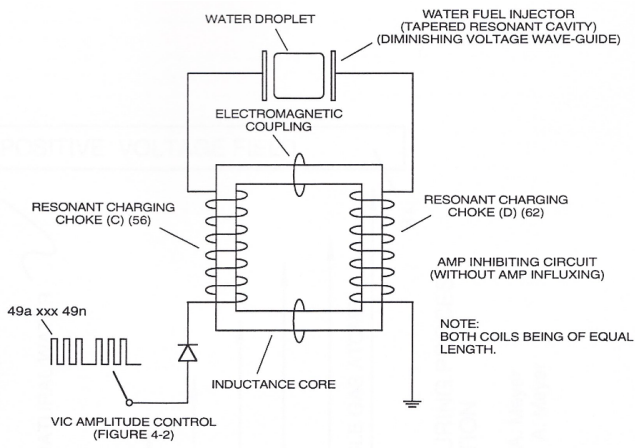 WATER DROPLET
WATER FUEL INJECTOR
(TAPERED RESONANT CAVITY)
(DIMINISHING VOLTAGE WAVE-GUIDE)
ELECTROMAGNETIC
COUPLING
RESONANT CHARGING
CHOKE (C) (56)
RESONANT CHARGING
CHOKE (D) (62)
AMP INHIBITING CIRCUIT
(WITHOUT AMP INFLUXING)
49a xxx 49n
NOTE:
BOTH COILS BEING OF EQUAL
LENGTH.
INDUCTANCE CORE
VIC AMPLITUDE CONTROL
(FIGURE 4-2)